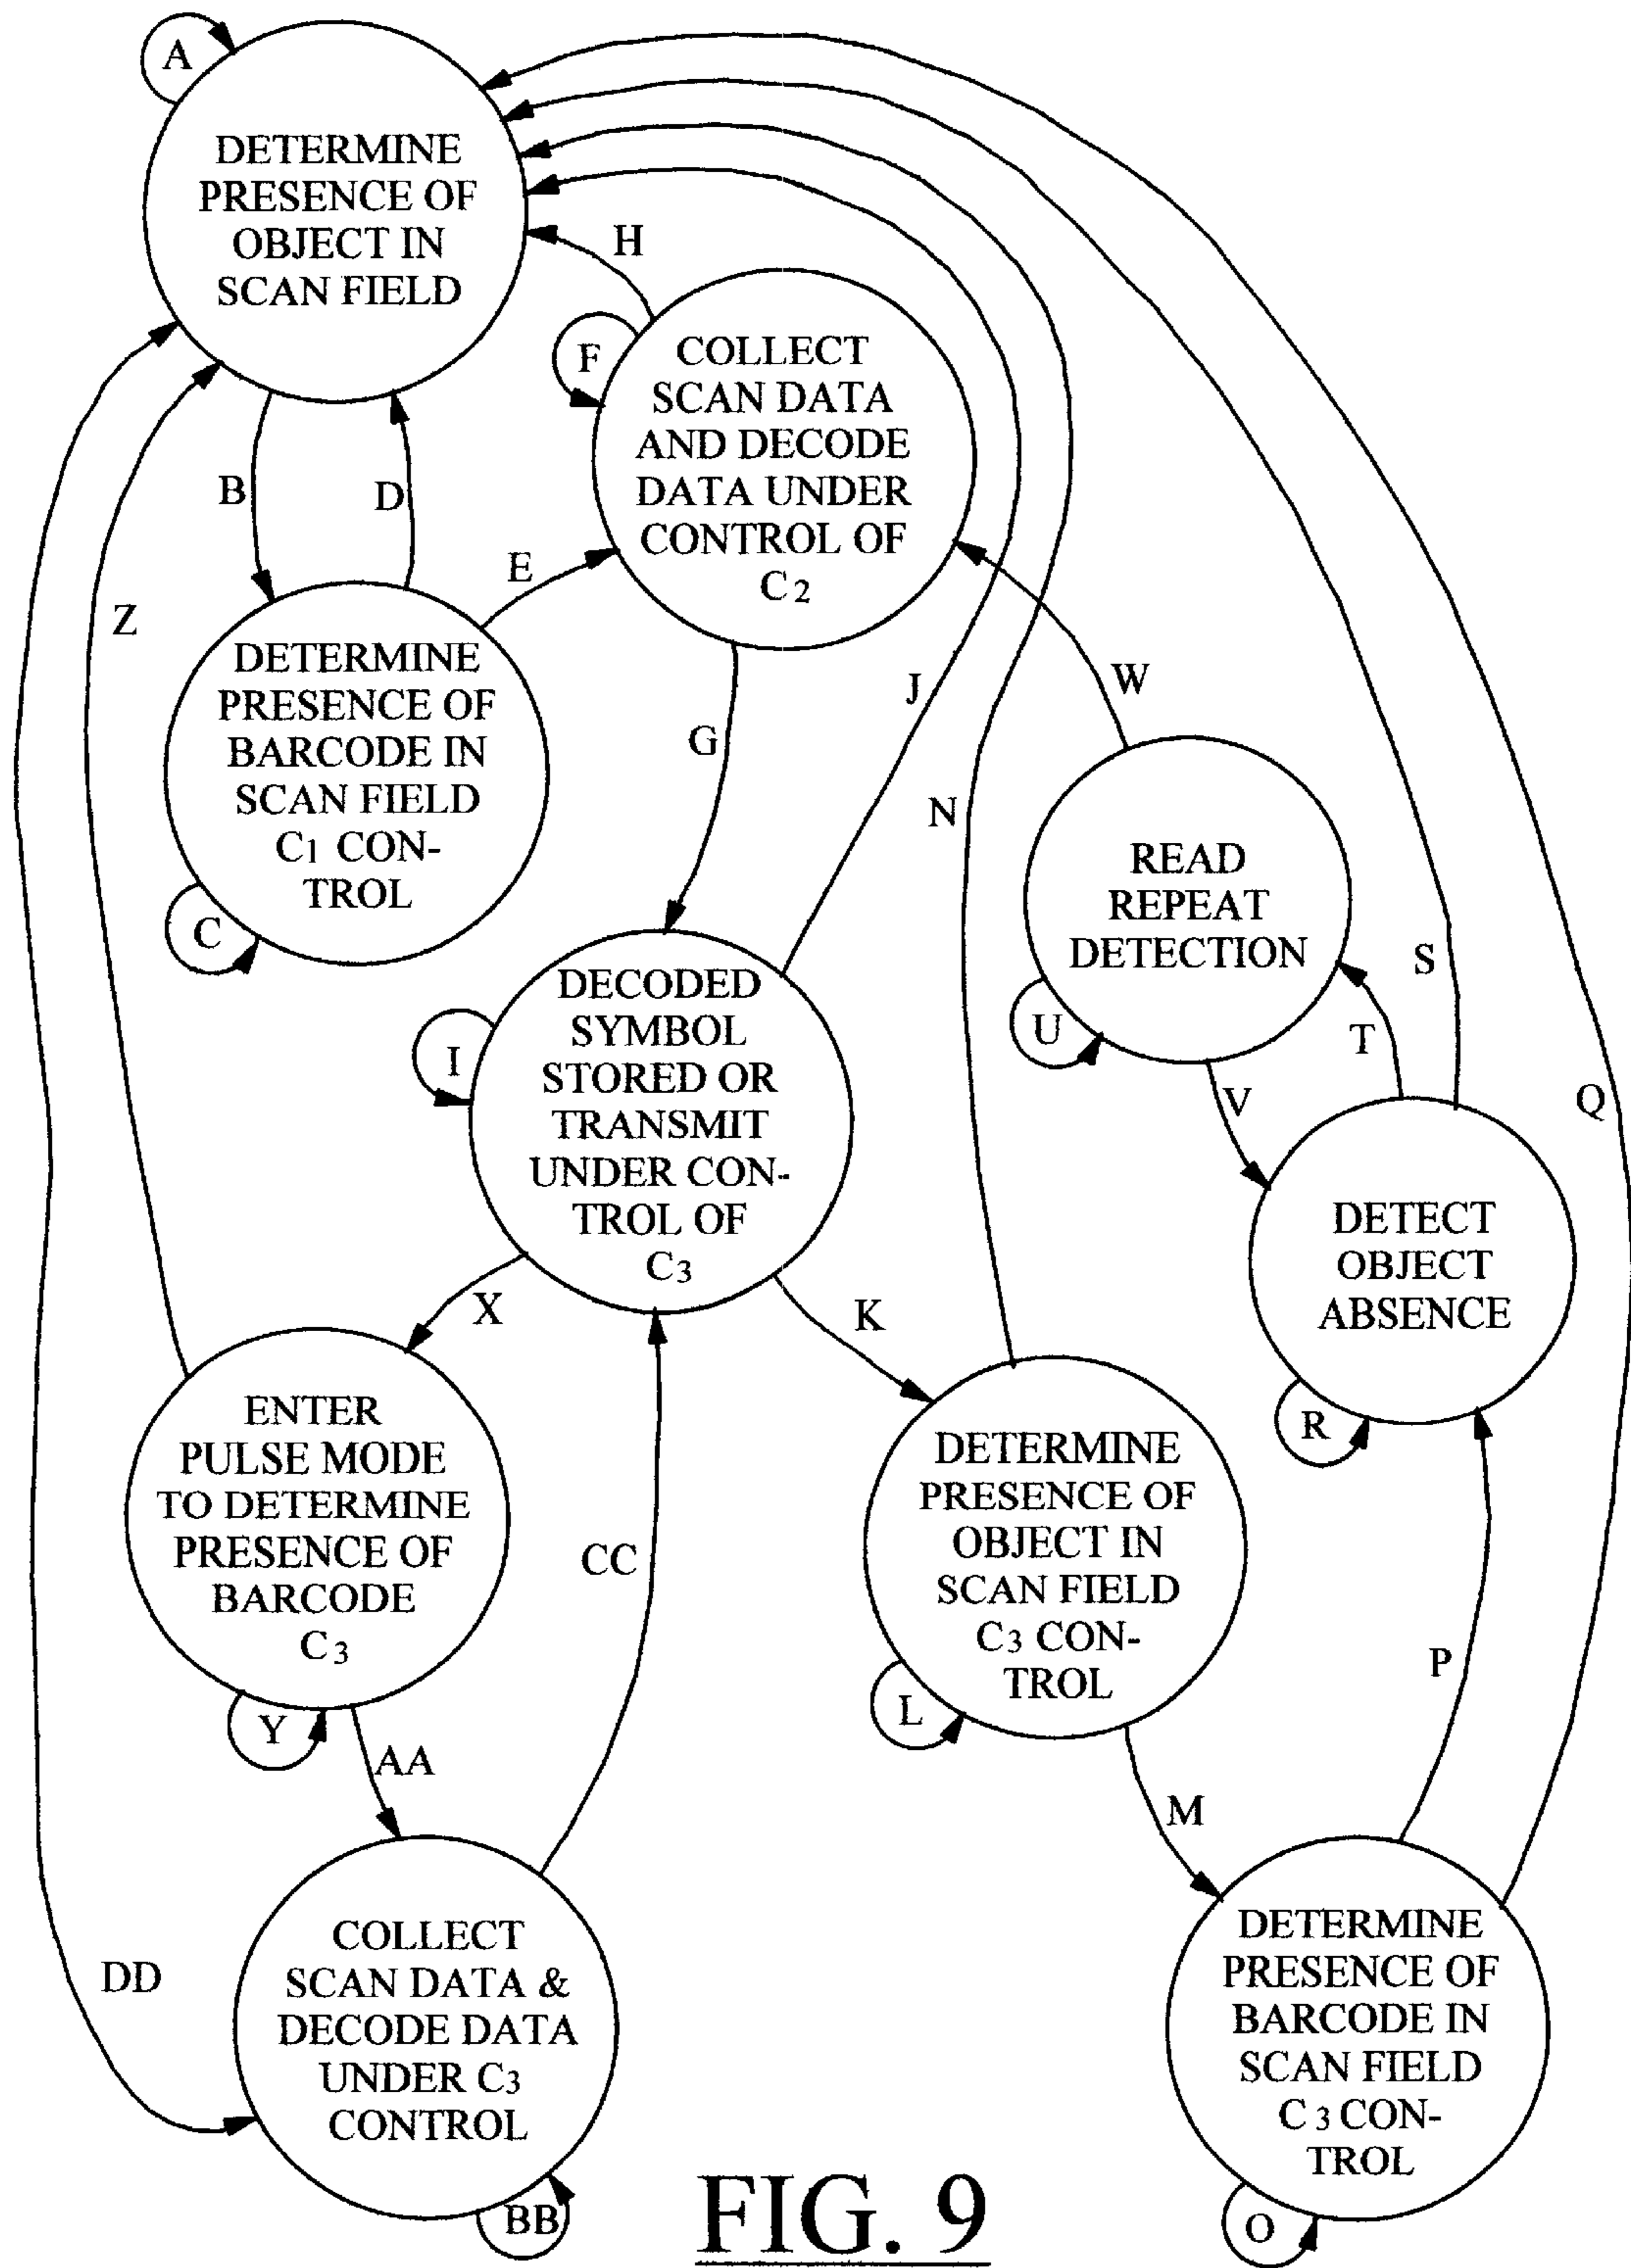 A
DETERMINE
PRESENCE OF
OBJECT IN
SCAN FIELD
H
F
COLLECT
SCAN DATA
AND DECODE
DATA UNDER
CONTROL OF
C2
B
D
E
Z
DETERMINE
PRESENCE OF
BARCODE IN
SCAN FIELD
C1 CON-
TROL
C
G
J
N
W
READ
REPEAT
DETECTION
U
S
T
V
Q
DECODED
SYMBOL
STORED OR
TRANSMIT
UNDER CON-
TROL OF
C3
I
DETECT
OBJECT
ABSENCE
R
X
K
ENTER
PULSE MODE
TO DETERMINE
PRESENCE OF
BARCODE
C3
Y
CC
DETERMINE
PRESENCE OF
OBJECT IN
SCAN FIELD
C3 CON-
TROL
L
P
AA
M
DD
COLLECT
SCAN DATA &
DECODE DATA
UNDER C3
CONTROL
BB
DETERMINE
PRESENCE OF
BARCODE IN
SCAN FIELD
C 3 CON-
TROL
O
FIG. 9